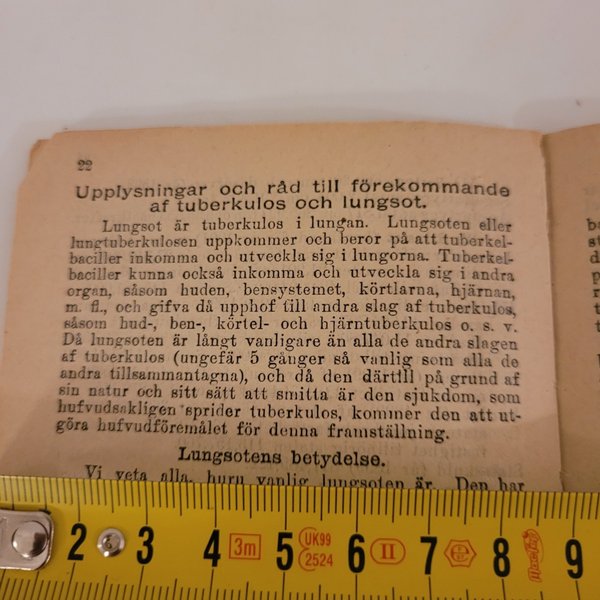 22
Upplysningar och råd till förekommande
af tuberkulos och lungsot.
Lungsot är tuberkulos i lungan. Lungsoten eller
lungtuberkulosen uppkommer och beror på att tuberkel-
baciller inkomma och utveckla sig i lungorna. Tuberkel-
baciller kunna också inkomma och utveckla sig i andra
organ, såsom huden, bensystemet, körtlarna, hjärnan,
m. fl., och gifva då upphof till andra slag af tuberkulos,
såsom hud-, ben-, körtel- och hjärntuberkulos o. s. v.
Då lungsoten är långt vanligare än alla de andra slagen
af tuberkulos (ungefär 5 gånger så vanlig som alla de
andra tillsammantagna), och då den därtill på grund af
sin natur och sitt sätt att smitta är den sjukdom, som
hufvudsakligen sprider tuberkulos, kommer den att ut-
göra hufvudföremålet för denna framställning.
Lungsotens betydelse.
Vi veta alla, huru vanlig lungsoten är. Den har
2 3 4 3m 5 UK99 2524 6 II 7 8 9